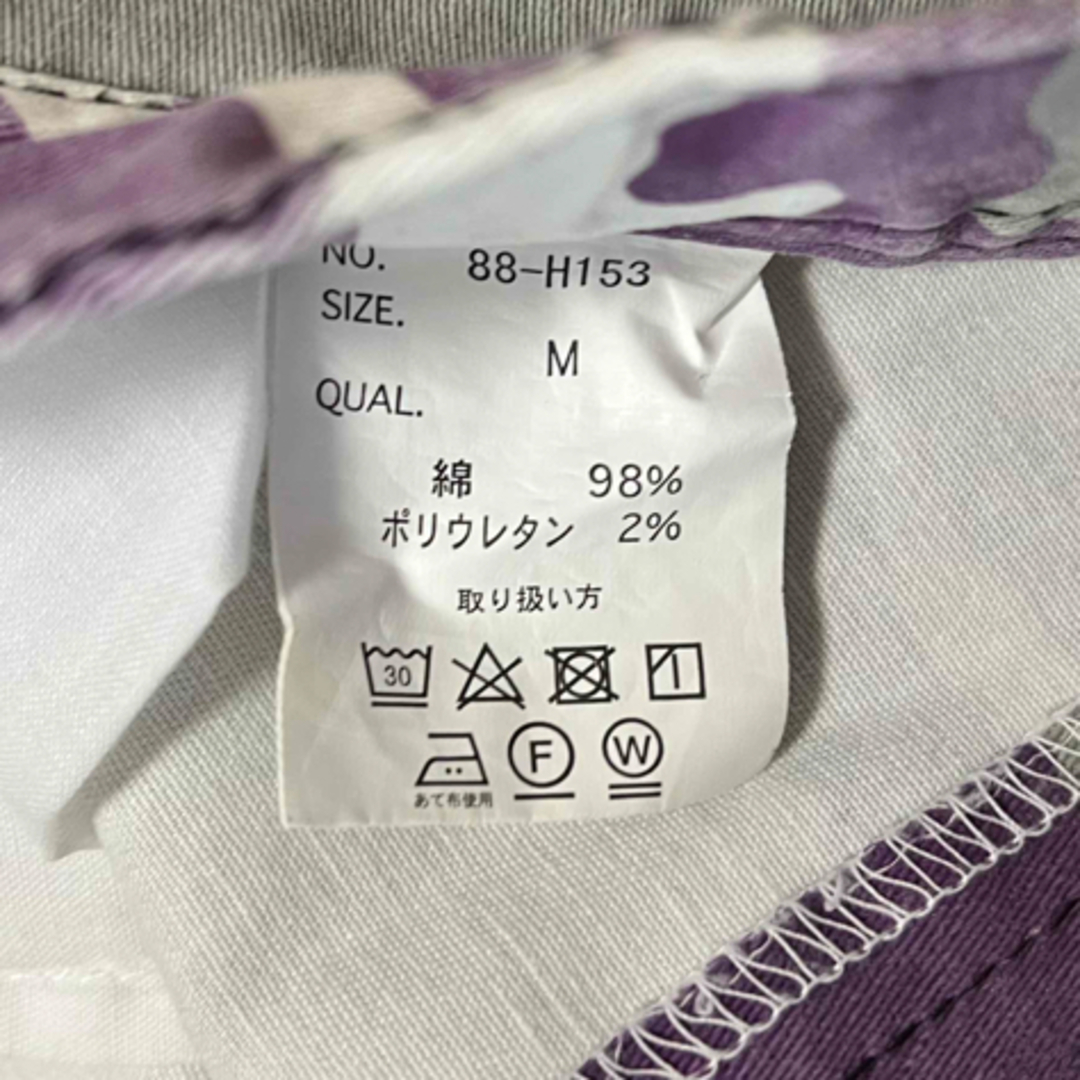 NO. 88-H153
SIZE.
M
QUAL.
綿 98%
ポリウレタン 2%
取り扱い方
30
F W
あて布使用